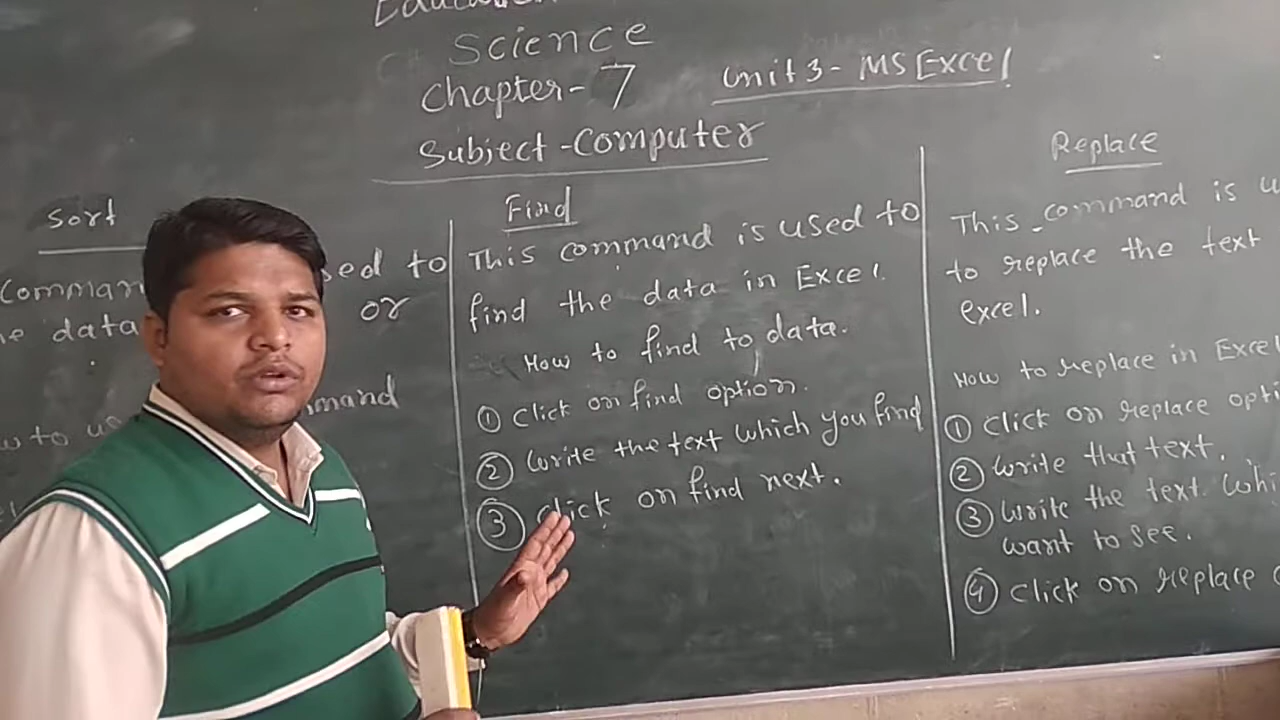 Education
Science
Chapter-7
Unit 3- MS Excel
Subject-Computer
Sort
sed to
or
data
mand
Find
This command is used to
find the data in Excel.
How to find to data.
① Click on find option.
② Write the text which you find
③ Click on find next.
Replace
This command is
to replace the text
excel.
How to replace in Excel
① Click on replace opti
② Write that text.
③ Write the text whi
want to see.
④ Click on replace